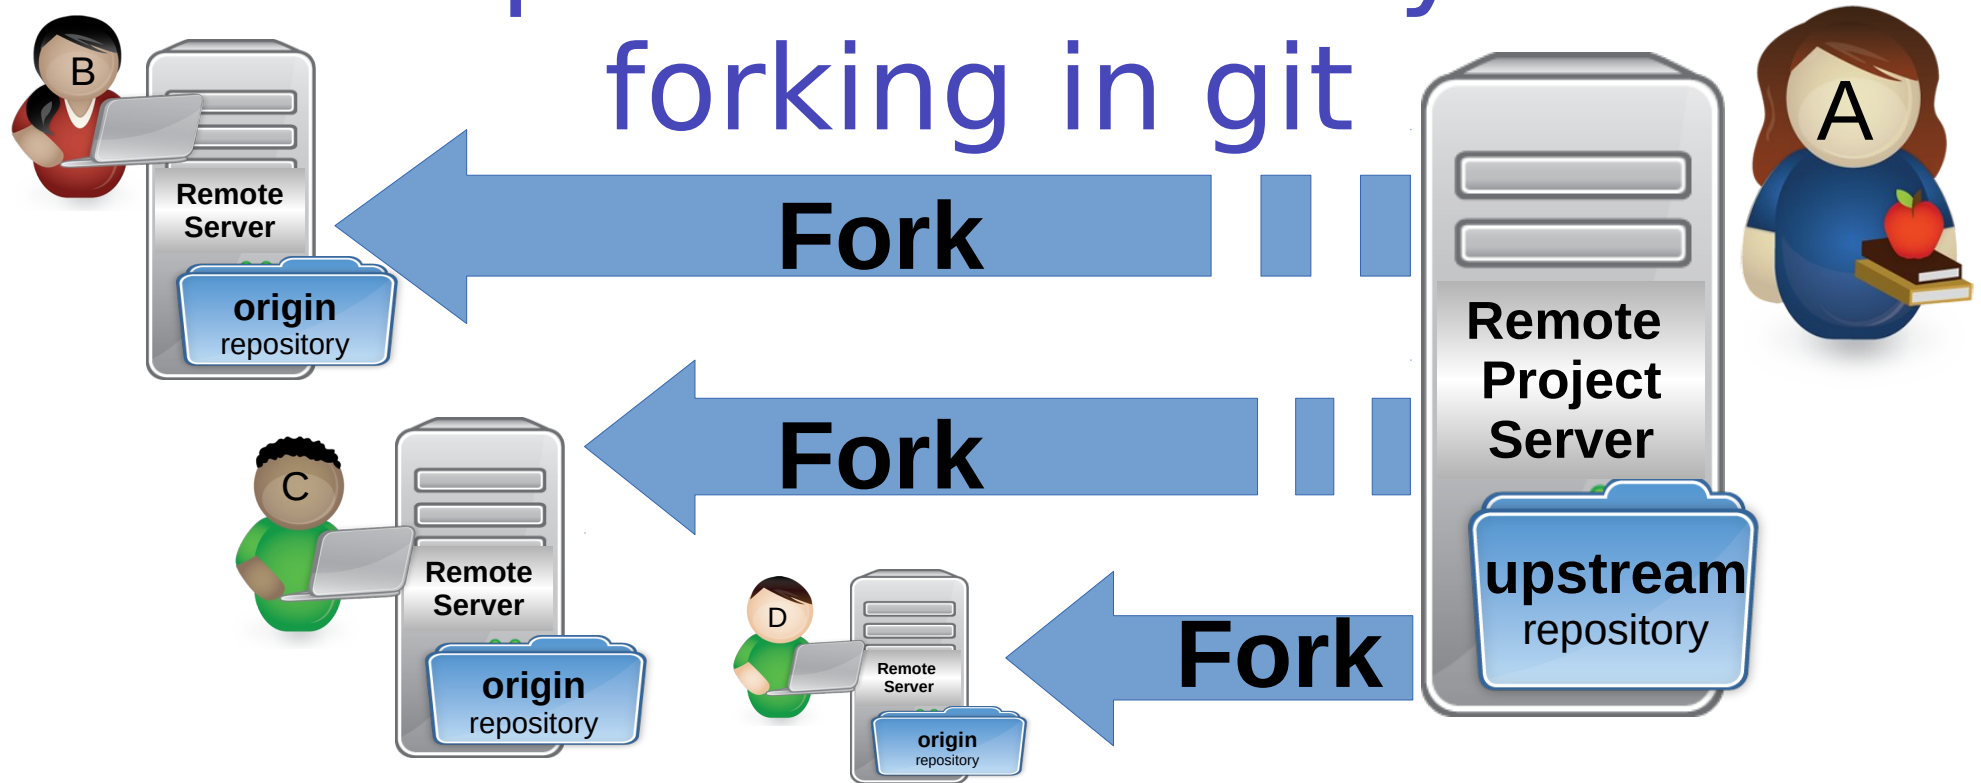 forking in git
B
Remote
Server
origin
repository
Fork
A
Remote
Project
Server
upstream
repository
C
Remote
Server
origin
repository
Fork
D
Remote
Server
origin
repository
Fork